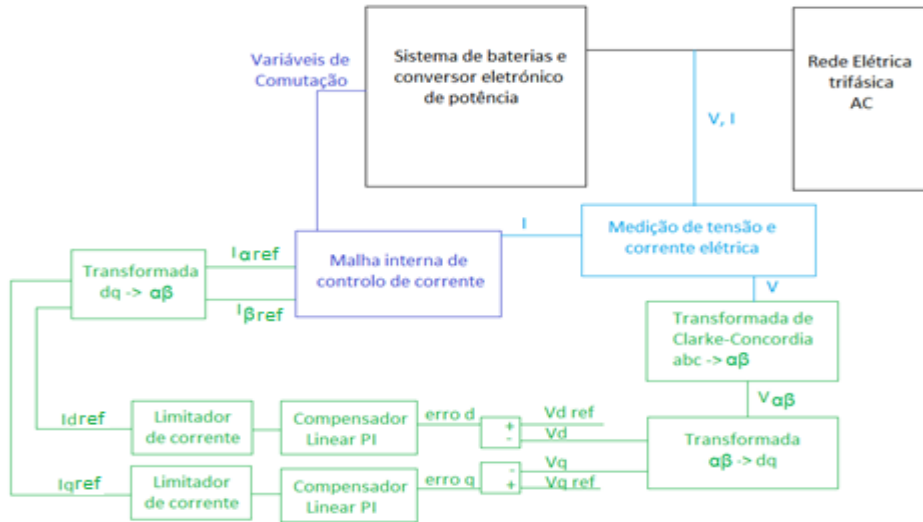 Variáveis de
Comutação
Sistema de baterias e
conversor eletrónico
de potência
Rede Elétrica
trifásica
AC
V, I
I
Medição de tensão e
corrente elétrica
Malha interna de
controlo de corrente
I αref
I βref
Transformada
dq -> αβ
V
Transformada de
Clarke-Concordia
abc -> αβ
V αβ
Transformada
αβ -> dq
Idref
Limitador
de corrente
Compensador
Linear PI
erro d
+
-
Vd ref
Vd
Iqref
Limitador
de corrente
Compensador
Linear PI
erro q
-
+
Vq
Vq ref